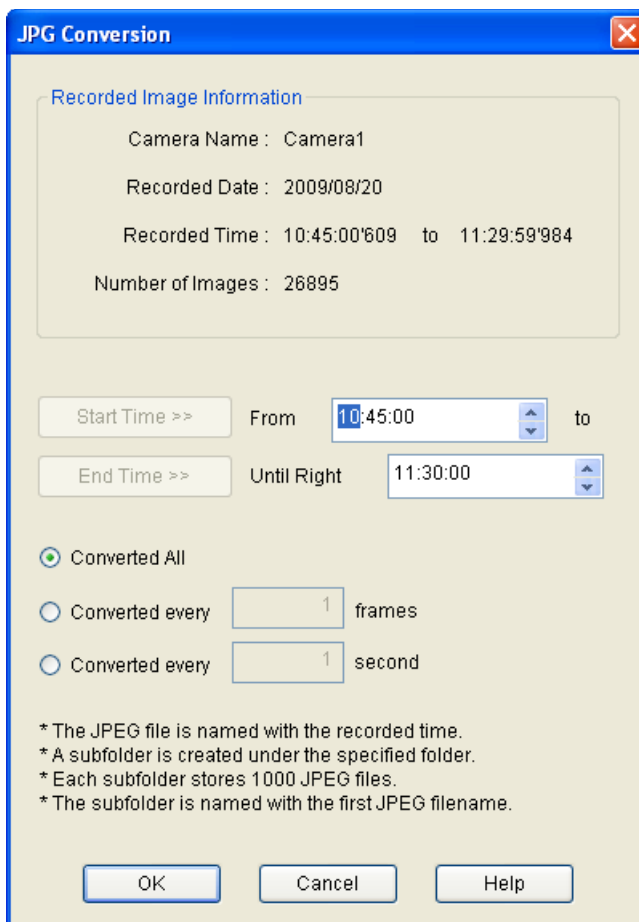 JPG Conversion
Recorded Image Information
Camera Name : Camera1
Recorded Date : 2009/08/20
Recorded Time : 10:45:00'609 to 11:29:59'984
Number of Images : 26895
Start Time >> From 10:45:00 to
End Time >> Until Right 11:30:00
Converted All
Converted every 1 frames
Converted every 1 second
* The JPEG file is named with the recorded time.
* A subfolder is created under the specified folder.
* Each subfolder stores 1000 JPEG files.
* The subfolder is named with the first JPEG filename.
OK Cancel Help